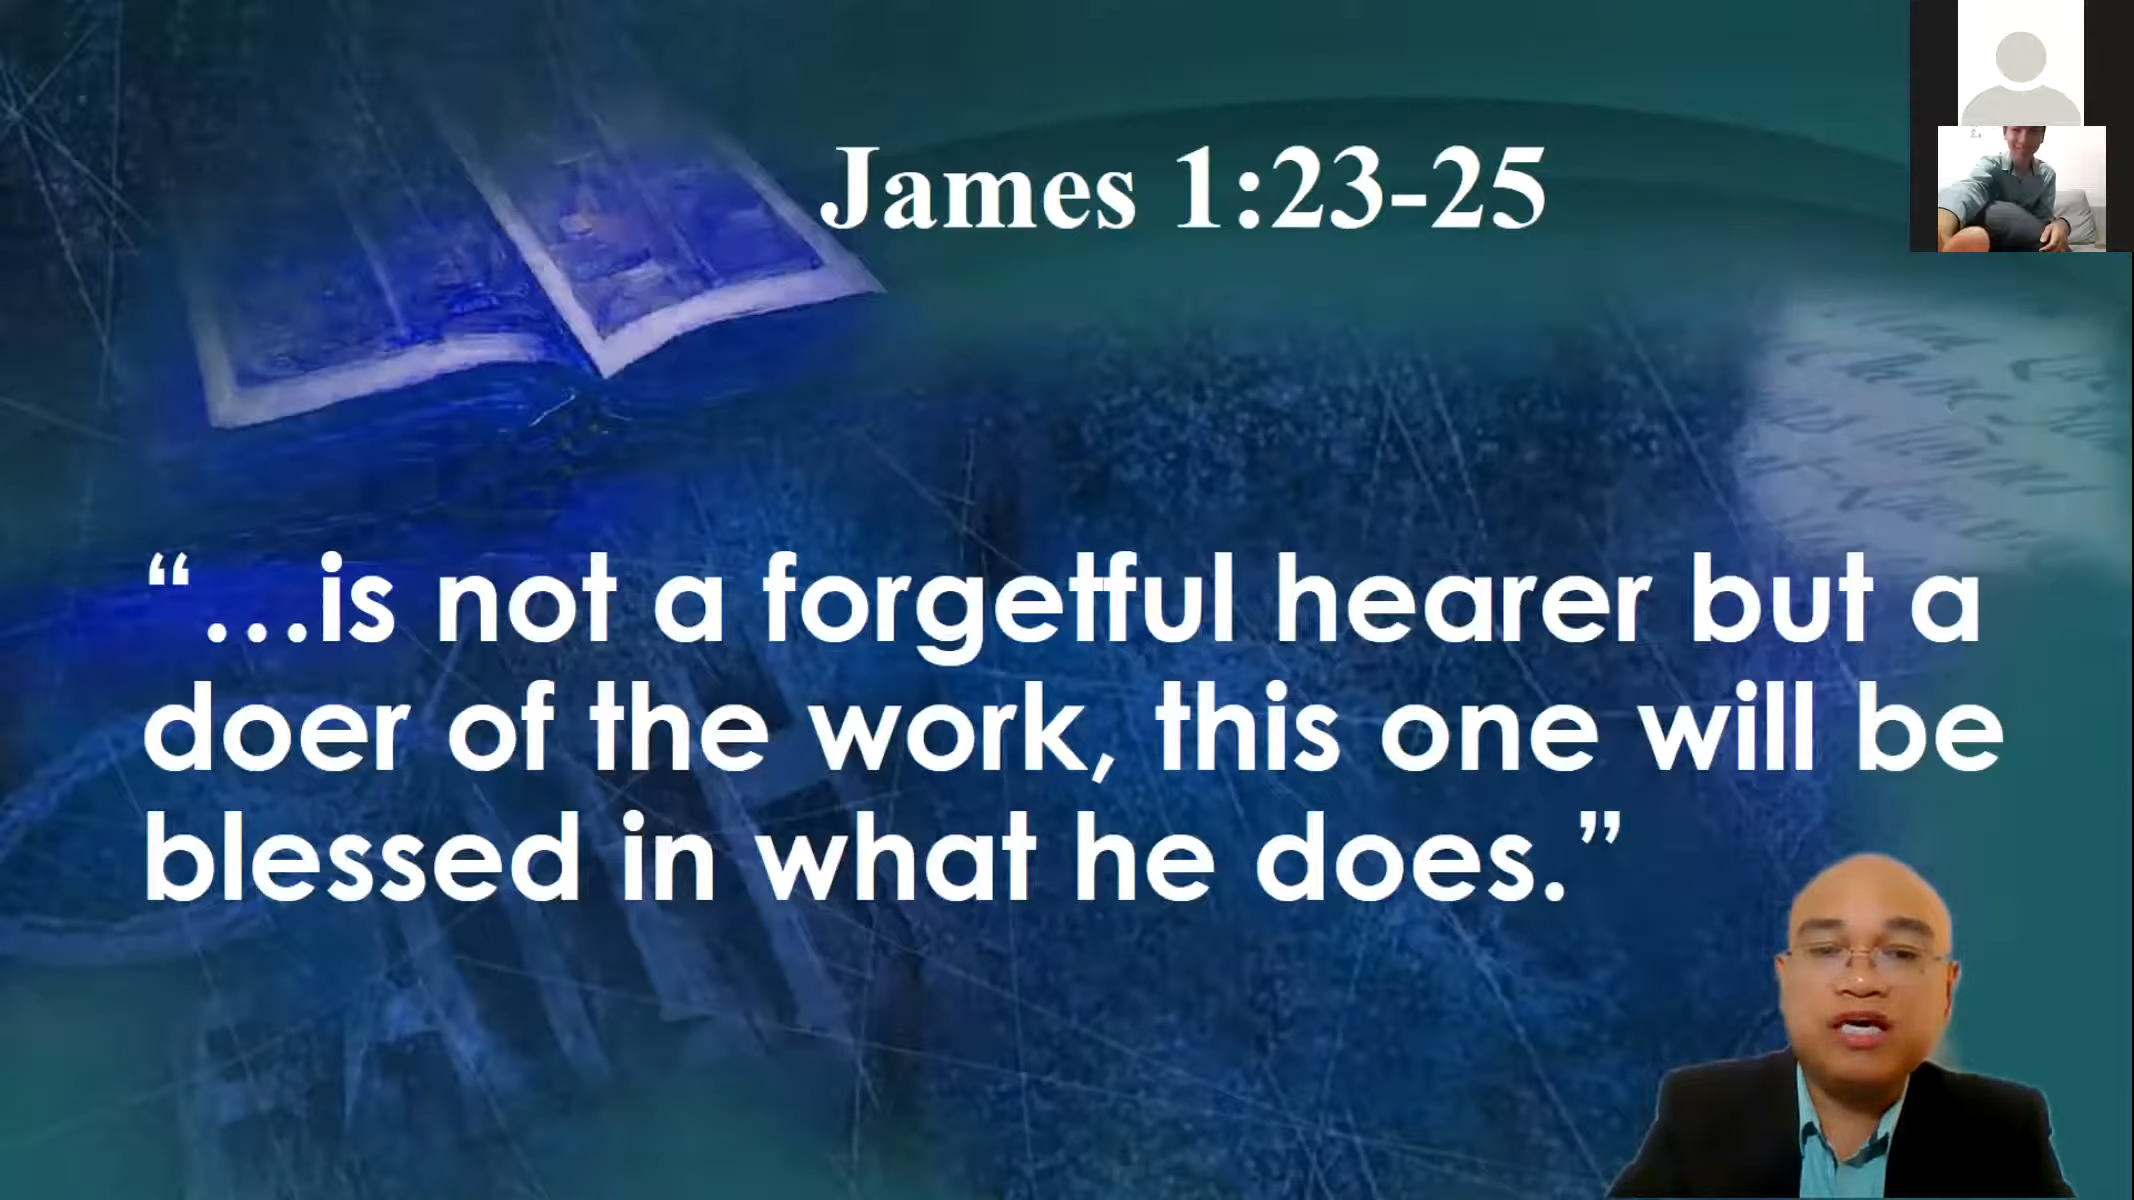 James 1:23-25
“…is not a forgetful hearer but a
doer of the work, this one will be
blessed in what he does.”